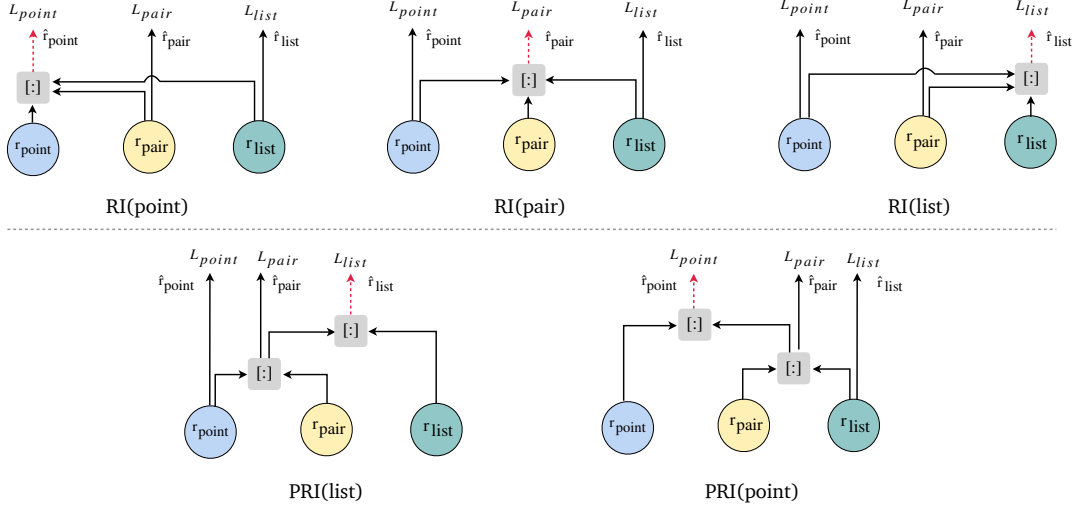 L_point L_pair L_list
r̂_point r̂_pair r̂_list
[:]
r_point r_pair r_list
RI(point)
L_point L_pair L_list
r̂_point r̂_pair r̂_list
[:]
r_point r_pair r_list
RI(pair)
L_point L_pair L_list
r̂_point r̂_pair r̂_list
[:]
r_point r_pair r_list
RI(list)
L_point L_pair L_list
r̂_point r̂_pair r̂_list
[:]
[:]
r_point r_pair r_list
PRI(list)
L_point L_pair L_list
r̂_point r̂_pair r̂_list
[:]
[:]
r_point r_pair r_list
PRI(point)